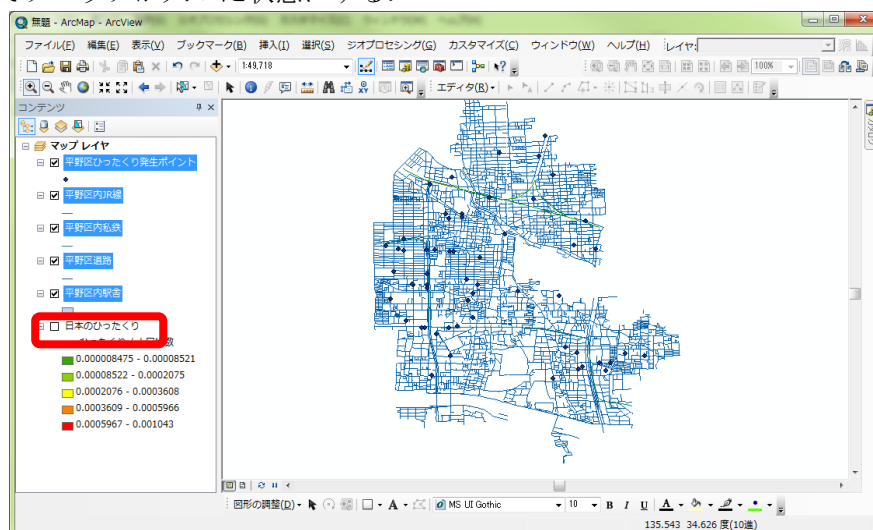 無題 - ArcMap - ArcView
ファイル(F) 編集(E) 表示(V) ブックマーク(B) 挿入(I) 選択(S) ジオプロセシング(G) カスタマイズ(C) ウィンドウ(W) ヘルプ(H) レイヤ:
1:49,718 100%
エディタ(R)
コンテンツ
マップ レイヤ
平野区ひったくり発生ポイント
平野区内JR線
平野区内私鉄
平野区道路
平野区内駅舎
日本のひったくり
0.000008475 - 0.00008521
0.00008522 - 0.0002075
0.0002076 - 0.0003608
0.0003609 - 0.0005966
0.0005967 - 0.001043
図形の調整(D) A MS UI Gothic 10 B I U A
135.543 34.626 度(10進)